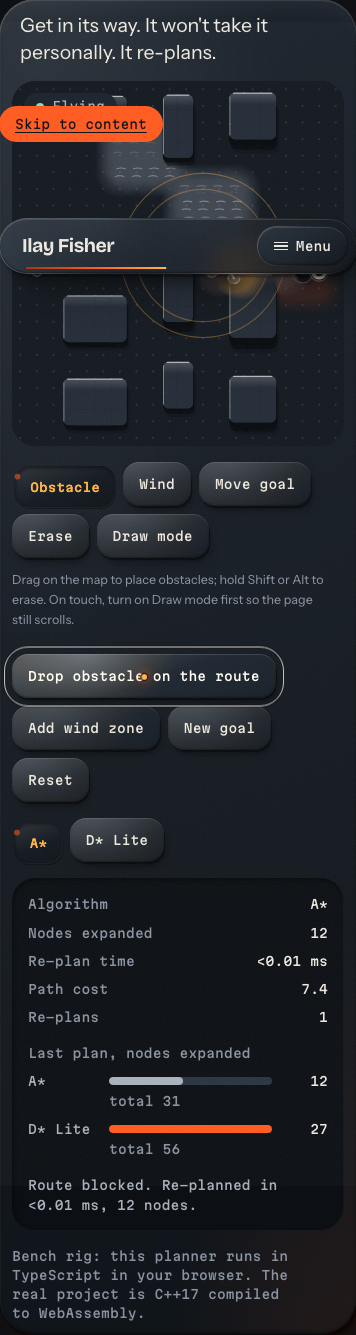 Get in its way. It won't take it
personally. It re-plans.
Flying
Skip to content
Ilay Fisher
Menu
Obstacle
Wind
Move goal
Erase
Draw mode
Drag on the map to place obstacles; hold Shift or Alt to
erase. On touch, turn on Draw mode first so the page
still scrolls.
Drop obstacle on the route
Add wind zone
New goal
Reset
A*
D* Lite
Algorithm A*
Nodes expanded 12
Re-plan time <0.01 ms
Path cost 7.4
Re-plans 1
Last plan, nodes expanded
A* 12
total 31
D* Lite 27
total 56
Route blocked. Re-planned in
<0.01 ms, 12 nodes.
Bench rig: this planner runs in
TypeScript in your browser. The
real project is C++17 compiled
to WebAssembly.